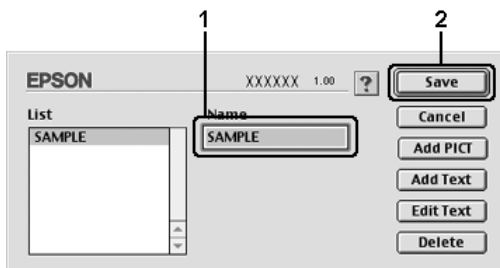 1 2
EPSON XXXXXX 1.00 ? Save
List Name Cancel
SAMPLE SAMPLE
Add PICT
Add Text
Edit Text
Delete